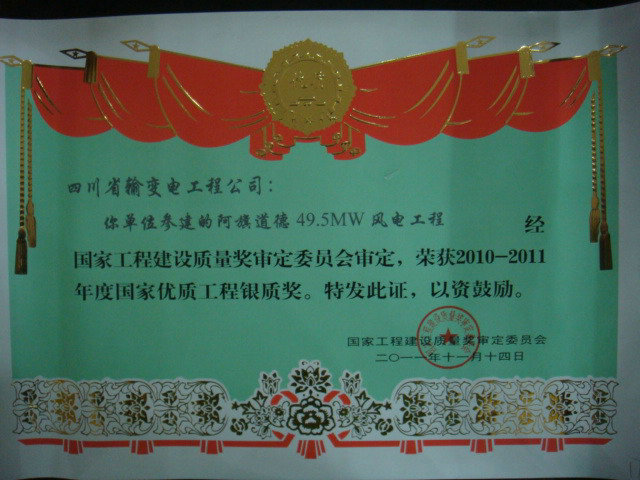 四川省输变电工程公司：
你单位参建的阿旗道德 49.5MW 风电工程 经
国家工程建设质量奖审定委员会审定，荣获2010-2011
年度国家优质工程银质奖。特发此证，以资鼓励。
国家工程建设质量奖审定委员会
二〇一一年十一月十四日